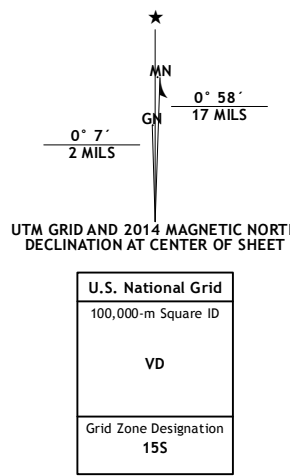 ★
MN
0° 58´
17 MILS
GN
0° 7´
2 MILS
UTM GRID AND 2014 MAGNETIC NORTH
DECLINATION AT CENTER OF SHEET
U.S. National Grid
100,000-m Square ID
VD
Grid Zone Designation
15S